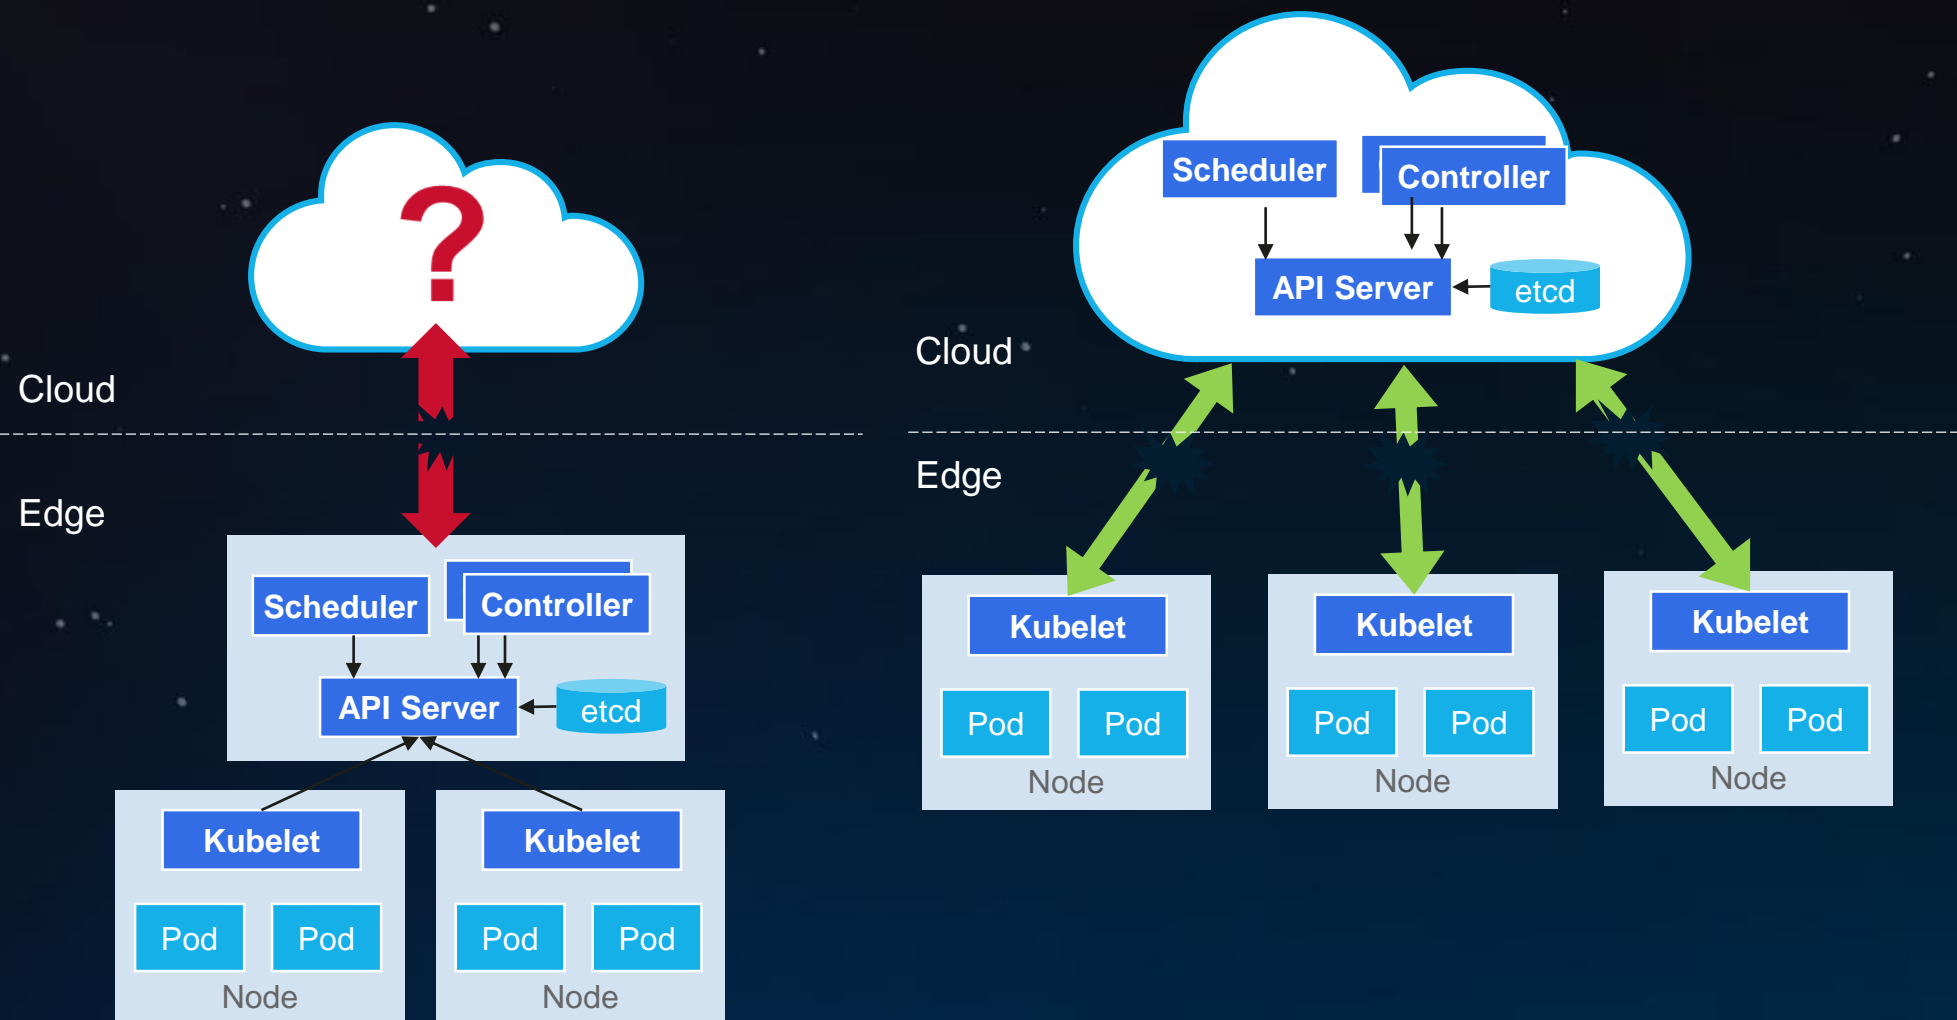 ?
Cloud
Edge
Scheduler
Controller
API Server
etcd
Kubelet
Kubelet
Pod
Pod
Pod
Pod
Node
Node
Scheduler
Controller
API Server
etcd
Cloud
Edge
Kubelet
Kubelet
Kubelet
Pod
Pod
Pod
Pod
Pod
Pod
Node
Node
Node